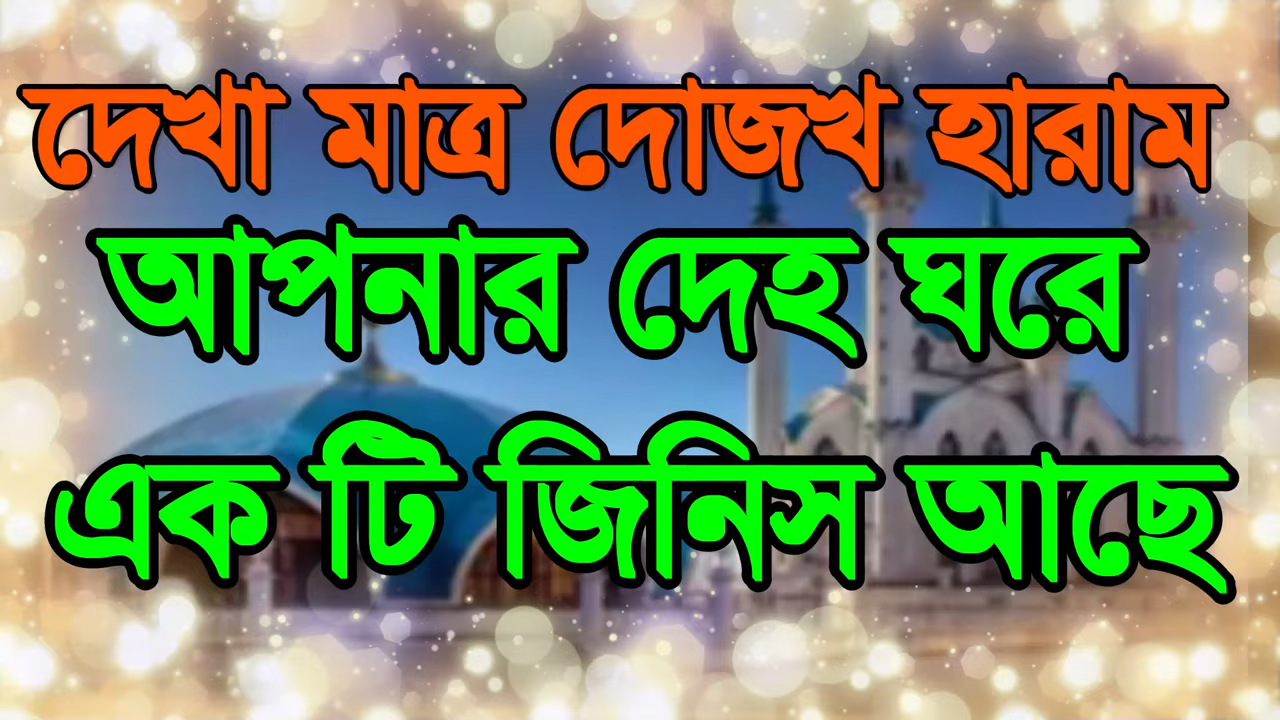 দেখা মাত্র দোজখ হারাম
আপনার দেহ ঘরে
এক টি জিনিস আছে